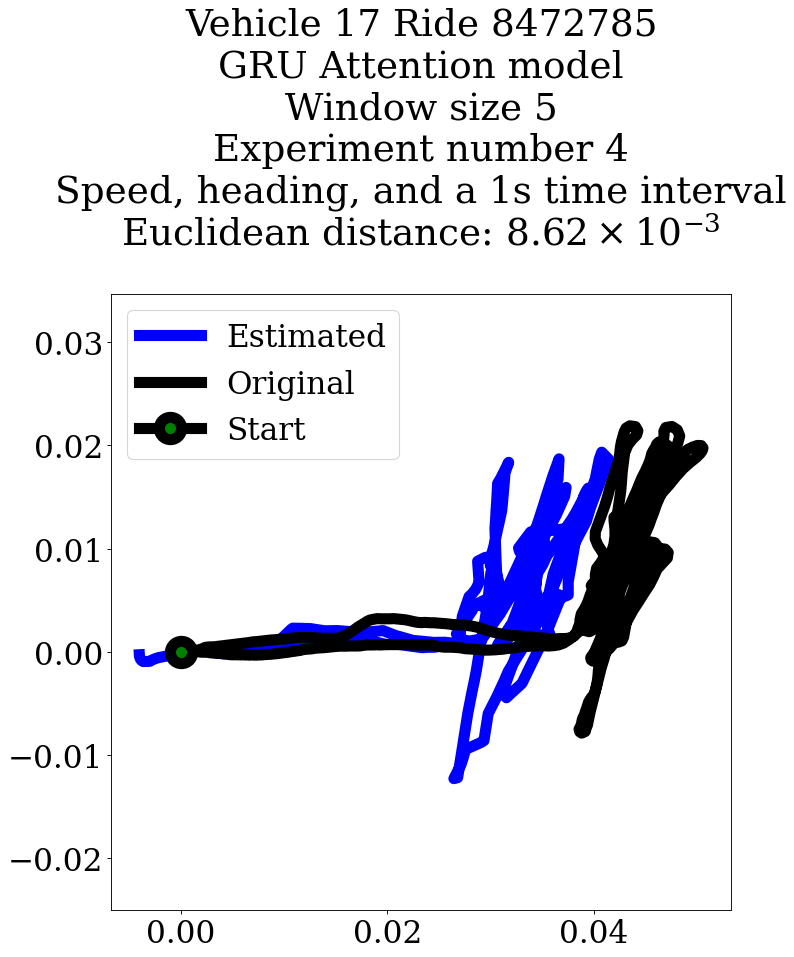 Vehicle 17 Ride 8472785
GRU Attention model
Window size 5
Experiment number 4
Speed, heading, and a 1s time interval
Euclidean distance: 8.62 × 10⁻³
Estimated
Original
Start
0.03
0.02
0.01
0.00
−0.01
−0.02
0.00 0.02 0.04